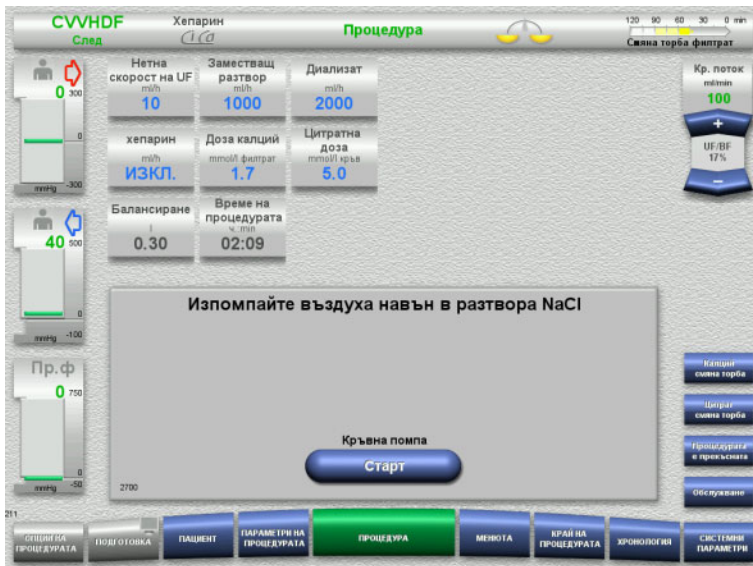 CVVHDF
След
Хепарин
Ci Ca
Процедура
120 90 60 30 0 min
Смяна торба филтрат
0 300
0
mmHg -300
Нетна
скорост на UF
ml/h
10
Заместващ
разтвор
ml/h
1000
Диализат
ml/h
2000
Кр. поток
ml/min
100
+
UF/BF
17%
–
хепарин
ml/h
ИЗКЛ.
Доза калций
mmol/l филтрат
1.7
Цитратна
доза
mmol/l кръв
5.0
Балансиране
l
0.30
Време на
процедурата
ч.:min
02:09
40 500
0
mmHg -100
Пр.ф
0 750
0
mmHg -50
Изпомпайте въздуха навън в разтвора NaCl
Кръвна помпа
Старт
2700
Калций
смяна торба
Цитрат
смяна торба
Процедурата
е прекъсната
Обслужване
211
ОПЦИИ НА
ПРОЦЕДУРАТА
ПОДГОТОВКА
ПАЦИЕНТ
ПАРАМЕТРИ НА
ПРОЦЕДУРАТА
ПРОЦЕДУРА
МЕНЮТА
КРАЙ НА
ПРОЦЕДУРАТА
ХРОНОЛОГИЯ
СИСТЕМНИ
ПАРАМЕТРИ